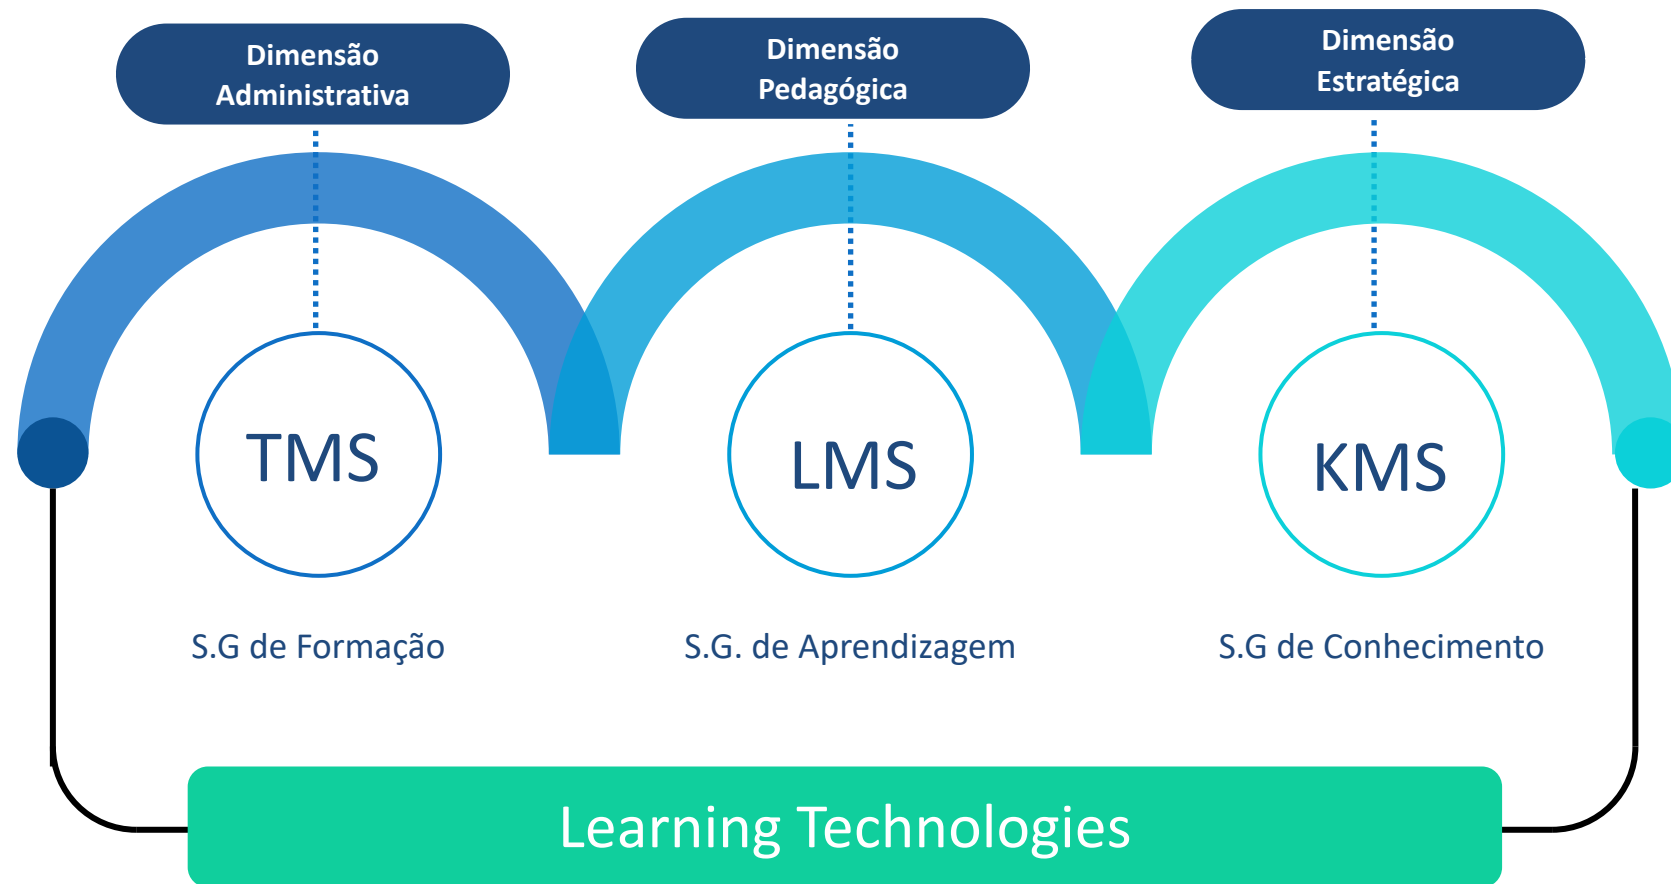 Dimensão
Administrativa
Dimensão
Pedagógica
Dimensão
Estratégica
TMS
LMS
KMS
S.G de Formação
S.G. de Aprendizagem
S.G de Conhecimento
Learning Technologies